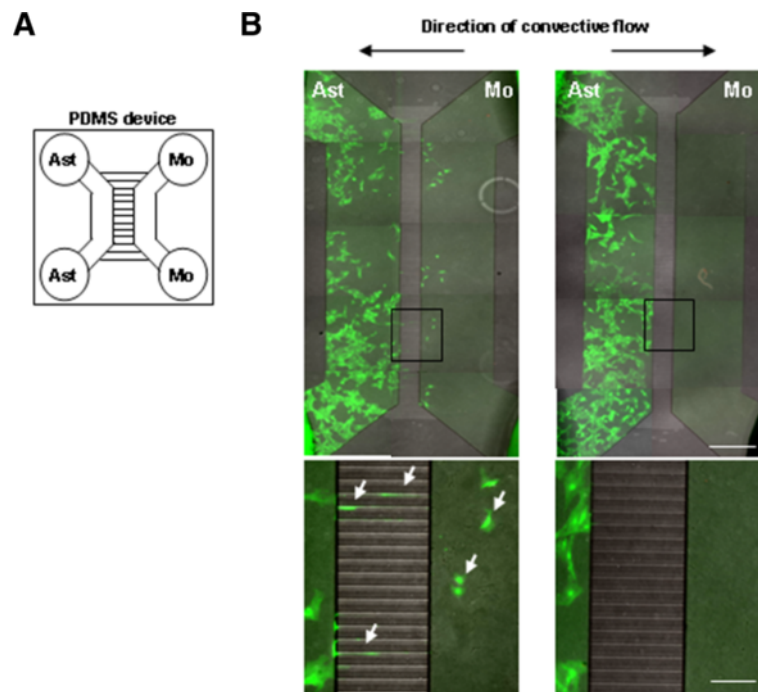 A
B
PDMS device
Ast
Mo
Ast
Mo
Direction of convective flow
Ast
Mo
Ast
Mo